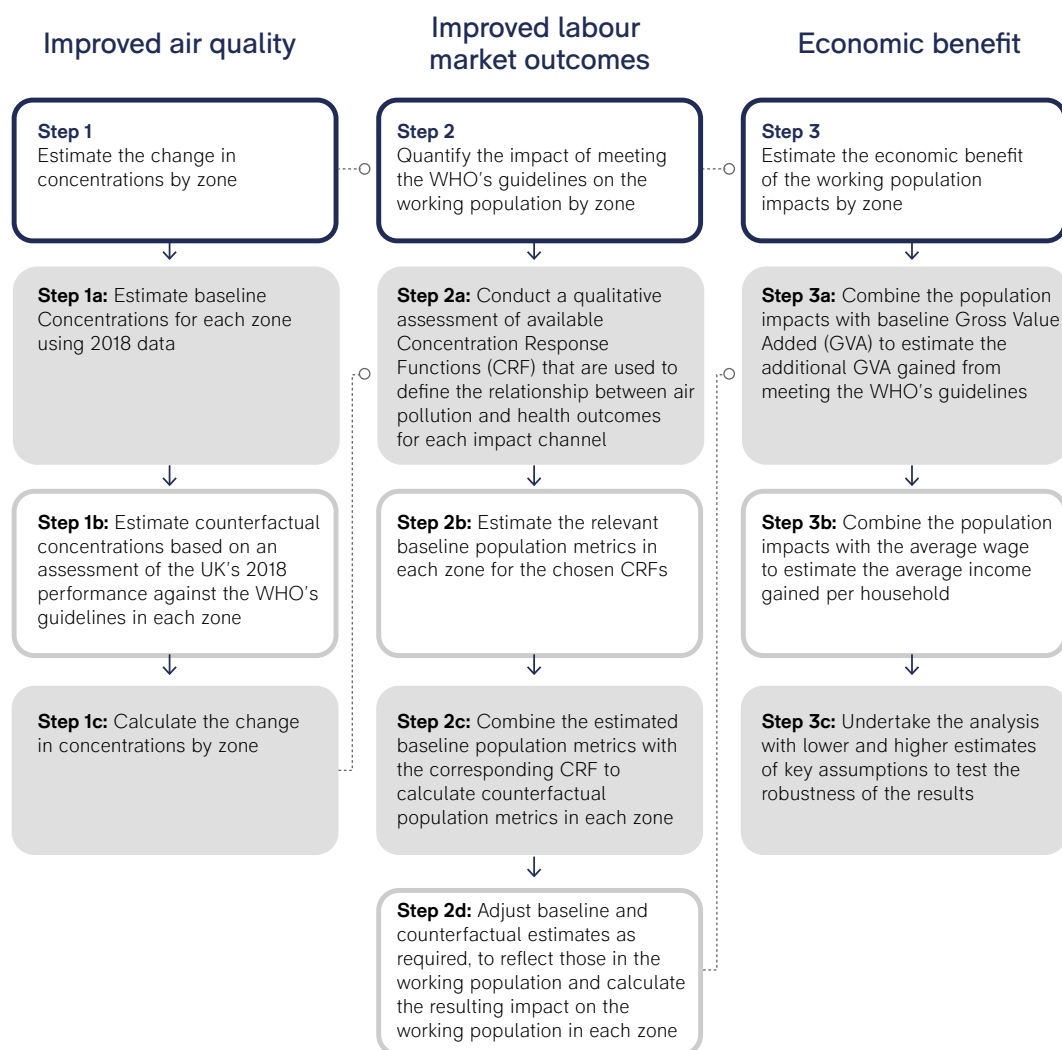 Improved air quality
Improved labour
market outcomes
Economic benefit
Step 1
Estimate the change in
concentrations by zone
Step 2
Quantify the impact of meeting
the WHO's guidelines on the
working population by zone
Step 3
Estimate the economic benefit
of the working population
impacts by zone
Step 1a: Estimate baseline
Concentrations for each zone
using 2018 data
Step 2a: Conduct a qualitative
assessment of available
Concentration Response
Functions (CRF) that are used to
define the relationship between air
pollution and health outcomes
for each impact channel
Step 3a: Combine the population
impacts with baseline Gross Value
Added (GVA) to estimate the
additional GVA gained from
meeting the WHO's guidelines
Step 1b: Estimate counterfactual
concentrations based on an
assessment of the UK's 2018
performance against the WHO's
guidelines in each zone
Step 2b: Estimate the relevant
baseline population metrics in
each zone for the chosen CRFs
Step 3b: Combine the population
impacts with the average wage
to estimate the average income
gained per household
Step 1c: Calculate the change
in concentrations by zone
Step 2c: Combine the estimated
baseline population metrics with
the corresponding CRF to
calculate counterfactual
population metrics in each zone
Step 3c: Undertake the analysis
with lower and higher estimates
of key assumptions to test the
robustness of the results
Step 2d: Adjust baseline and
counterfactual estimates as
required, to reflect those in the
working population and calculate
the resulting impact on the
working population in each zone